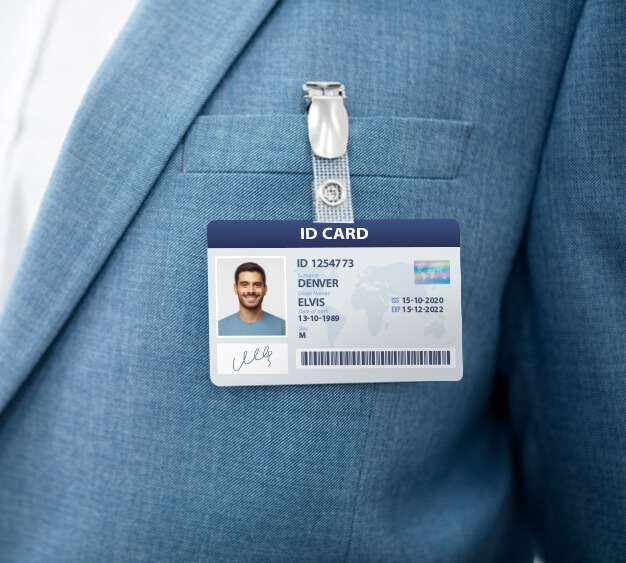 ID CARD
ID 1254773
Surname
DENVER
Given Names
ELVIS
ISS 15-10-2020
Date of birth
EXP 15-12-2022
13-10-1989
Sex
M